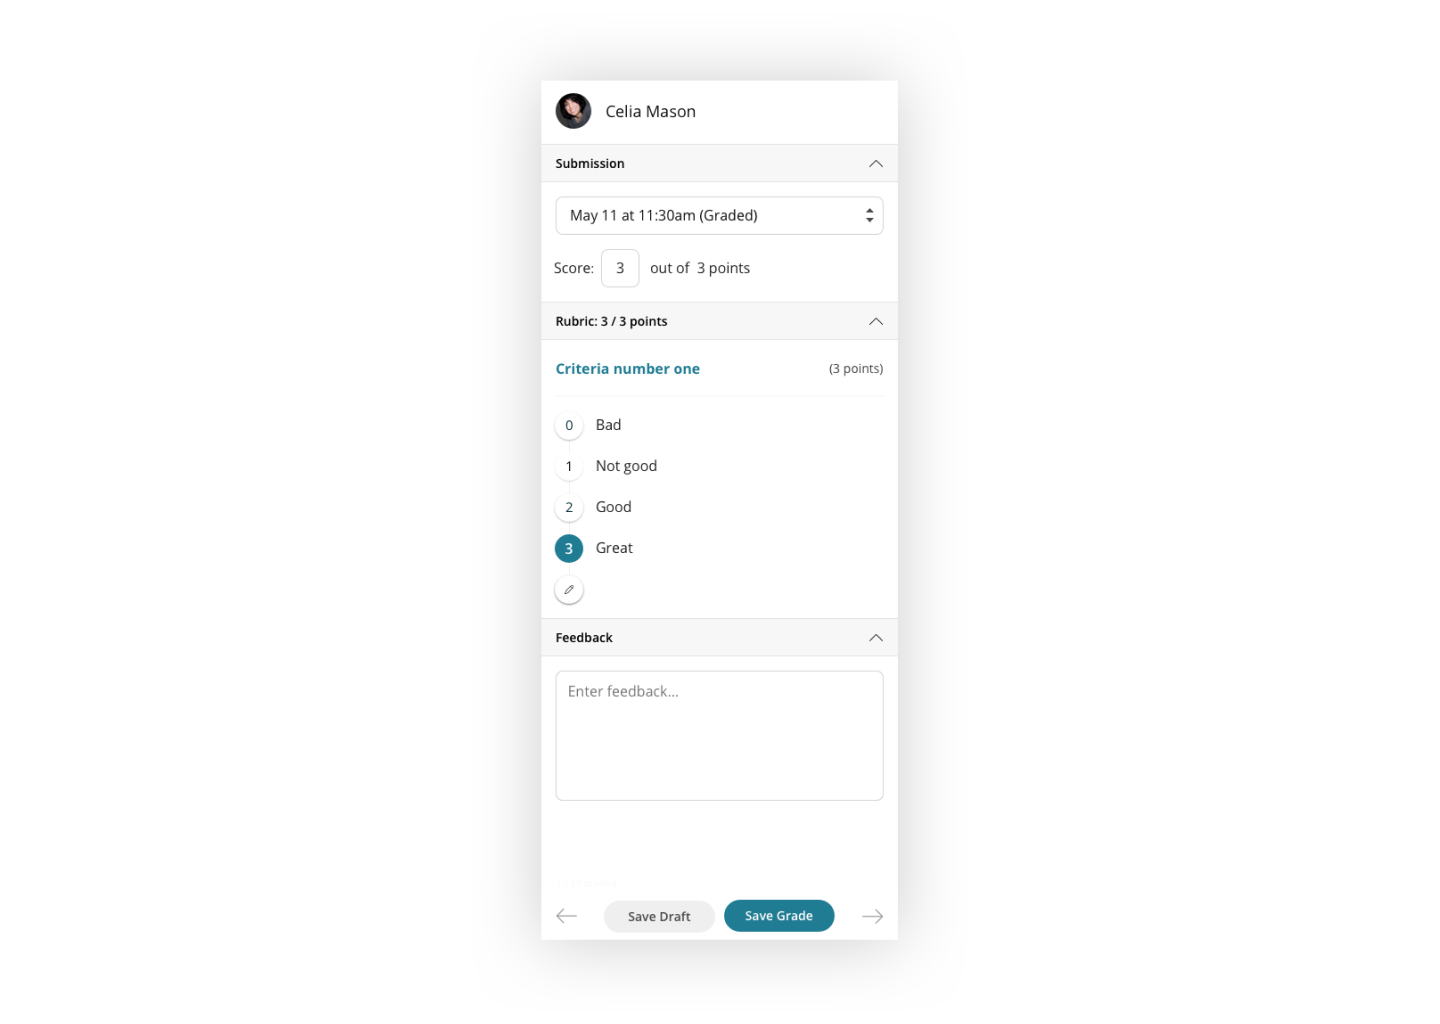 Celia Mason
Submission
May 11 at 11:30am (Graded)
Score: 3 out of 3 points
Rubric: 3 / 3 points
Criteria number one (3 points)
0 Bad
1 Not good
2 Good
3 Great
Feedback
Enter feedback...
Save Draft Save Grade